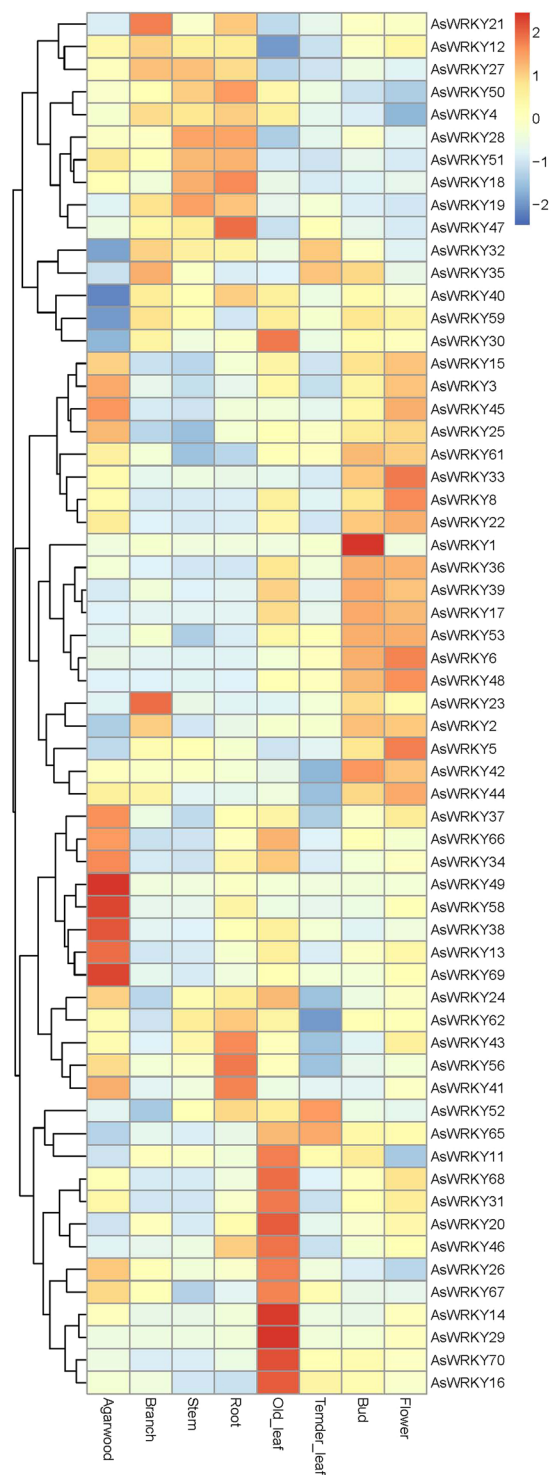 AsWRKY21
AsWRKY12
AsWRKY27
AsWRKY50
AsWRKY4
AsWRKY28
AsWRKY51
AsWRKY18
AsWRKY19
AsWRKY47
AsWRKY32
AsWRKY35
AsWRKY40
AsWRKY59
AsWRKY30
AsWRKY15
AsWRKY3
AsWRKY45
AsWRKY25
AsWRKY61
AsWRKY33
AsWRKY8
AsWRKY22
AsWRKY1
AsWRKY36
AsWRKY39
AsWRKY17
AsWRKY53
AsWRKY6
AsWRKY48
AsWRKY23
AsWRKY2
AsWRKY5
AsWRKY42
AsWRKY44
AsWRKY37
AsWRKY66
AsWRKY34
AsWRKY49
AsWRKY58
AsWRKY38
AsWRKY13
AsWRKY69
AsWRKY24
AsWRKY62
AsWRKY43
AsWRKY56
AsWRKY41
AsWRKY52
AsWRKY65
AsWRKY11
AsWRKY68
AsWRKY31
AsWRKY20
AsWRKY46
AsWRKY26
AsWRKY67
AsWRKY14
AsWRKY29
AsWRKY70
AsWRKY16
2
1
0
−1
−2
Agarwood
Branch
Stem
Root
Old_leaf
Temder_leaf
Bud
Flower